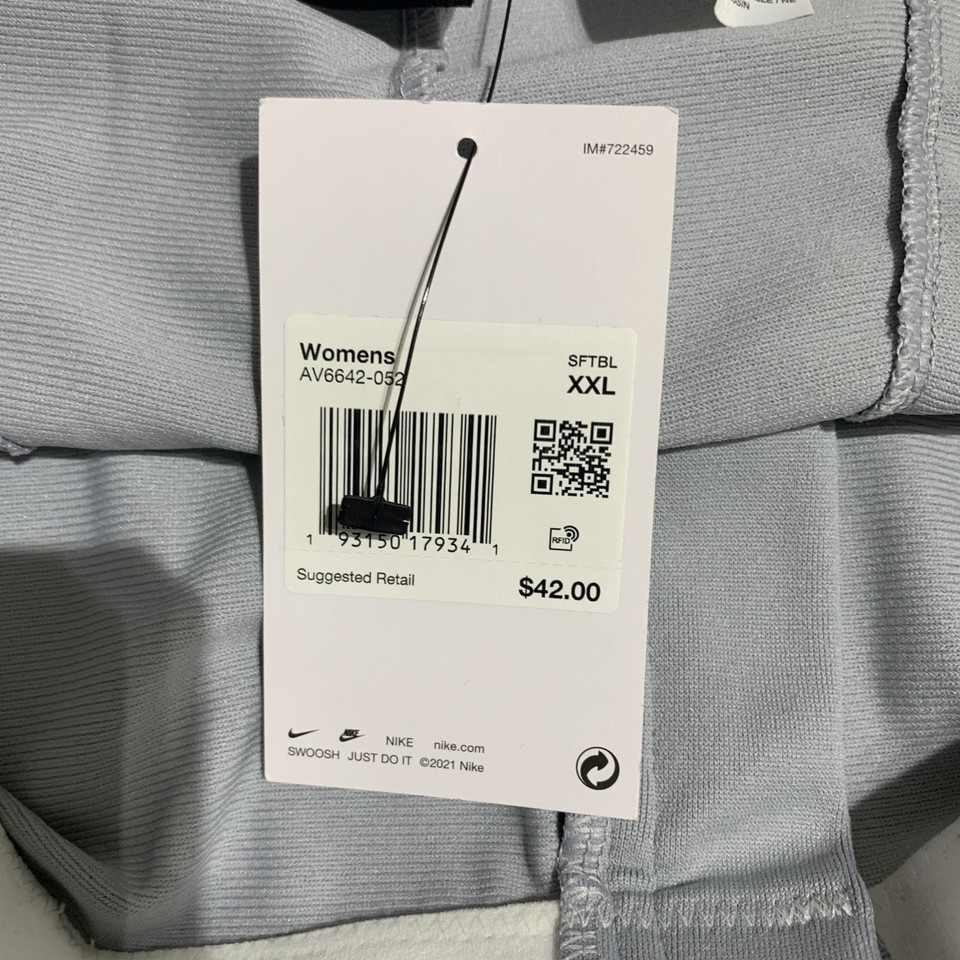 IM#722459
Womens
SFTBL
AV6642-052
XXL
1 93150 17934 1
RFID
Suggested Retail
$42.00
NIKE nike.com
SWOOSH JUST DO IT ©2021 Nike